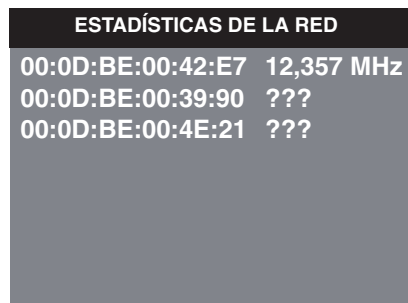 ESTADÍSTICAS DE LA RED
00:0D:BE:00:42:E7 12,357 MHz
00:0D:BE:00:39:90 ???
00:0D:BE:00:4E:21 ???